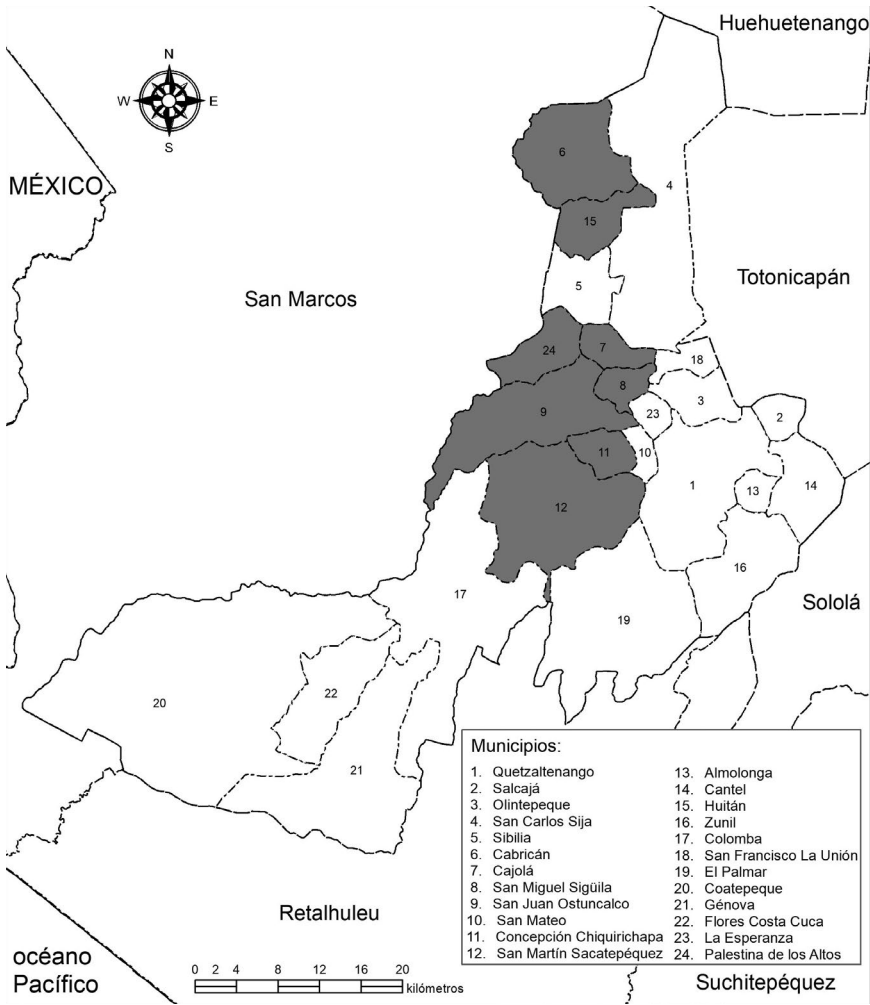 Huehuetenango
N
W E
S
6
4
MÉXICO
15
Totonicapán
5
San Marcos
7
24
18
8
3
9
23
2
11
10
1
13
14
12
16
17
Sololá
19
22
20
21
Municipios:
1. Quetzaltenango
2. Salcajá
3. Olintepeque
4. San Carlos Sija
5. Sibilia
6. Cabricán
7. Cajolá
8. San Miguel Sigüila
9. San Juan Ostuncalco
10. San Mateo
11. Concepción Chiquirichapa
12. San Martín Sacatepéquez
13. Almolonga
14. Cantel
15. Huitán
16. Zunil
17. Colomba
18. San Francisco La Unión
19. El Palmar
20. Coatepeque
21. Génova
22. Flores Costa Cuca
23. La Esperanza
24. Palestina de los Altos
Retalhuleu
océano
Pacífico
0 2 4 8 12 16 20
kilómetros
Suchitepéquez